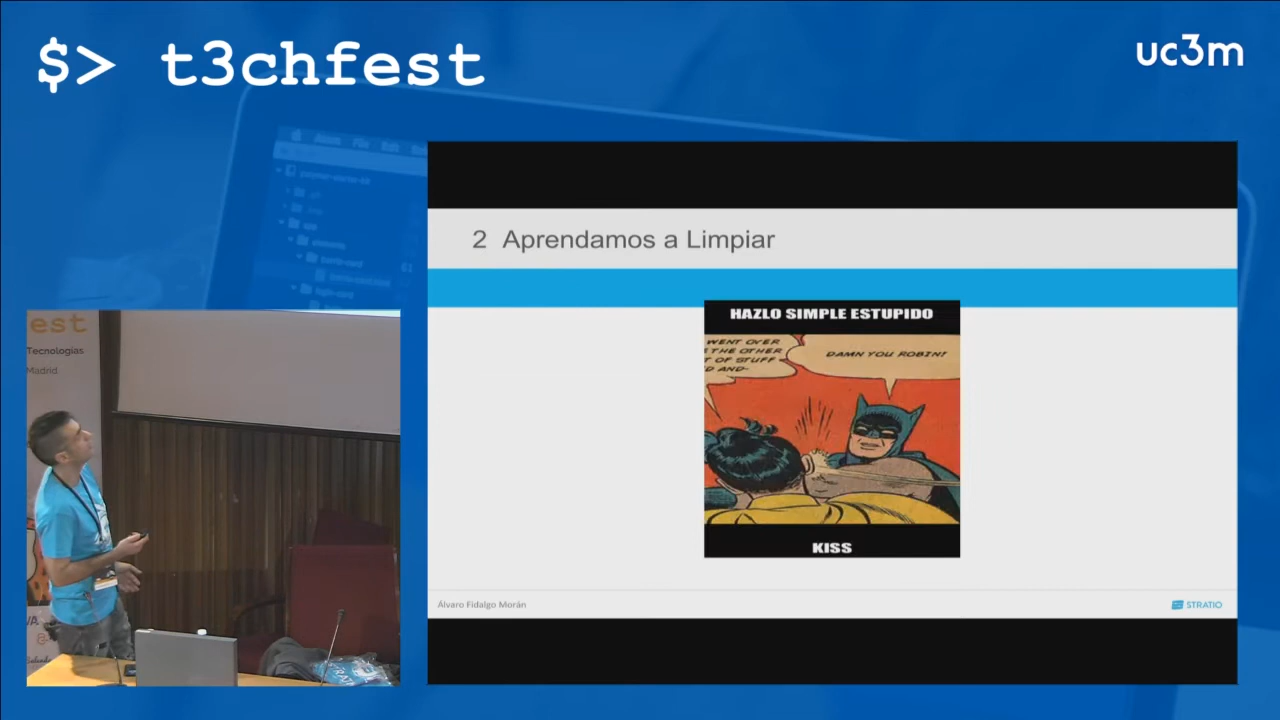 $> t3chfest
uc3m
2 Aprendamos a Limpiar
HAZLO SIMPLE ESTUPIDO
WENT OVER
THE OTHER
T OF STUFF
D AND-
DAMN YOU ROBIN!
KISS
Álvaro Fidalgo Morán
STRATIO
est
Tecnologías
Madrid.